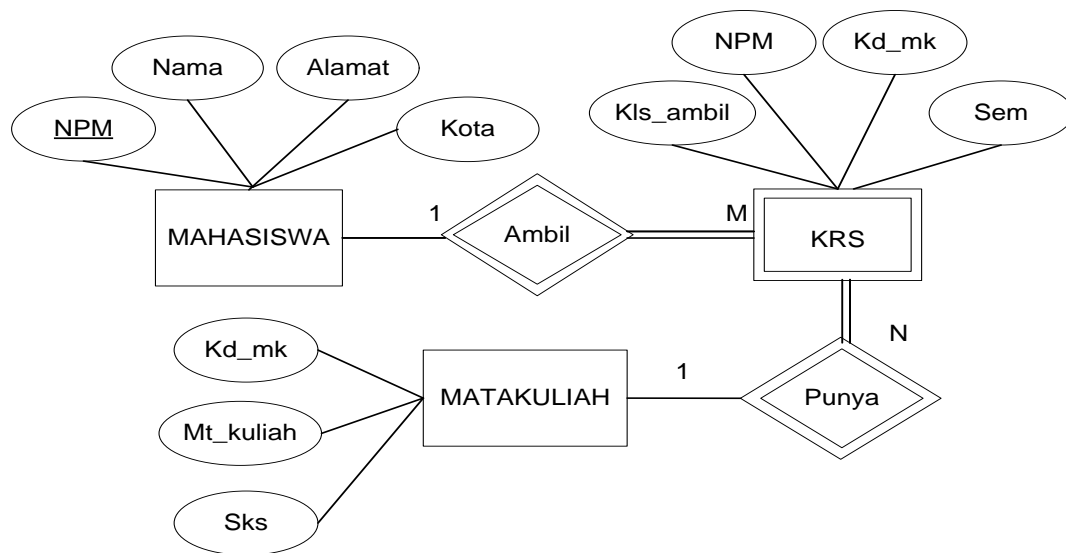 NPM
Kd_mk
Nama
Alamat
Kls_ambil
Sem
NPM
Kota
1
M
MAHASISWA
Ambil
KRS
Kd_mk
N
1
MATAKULIAH
Punya
Mt_kuliah
Sks